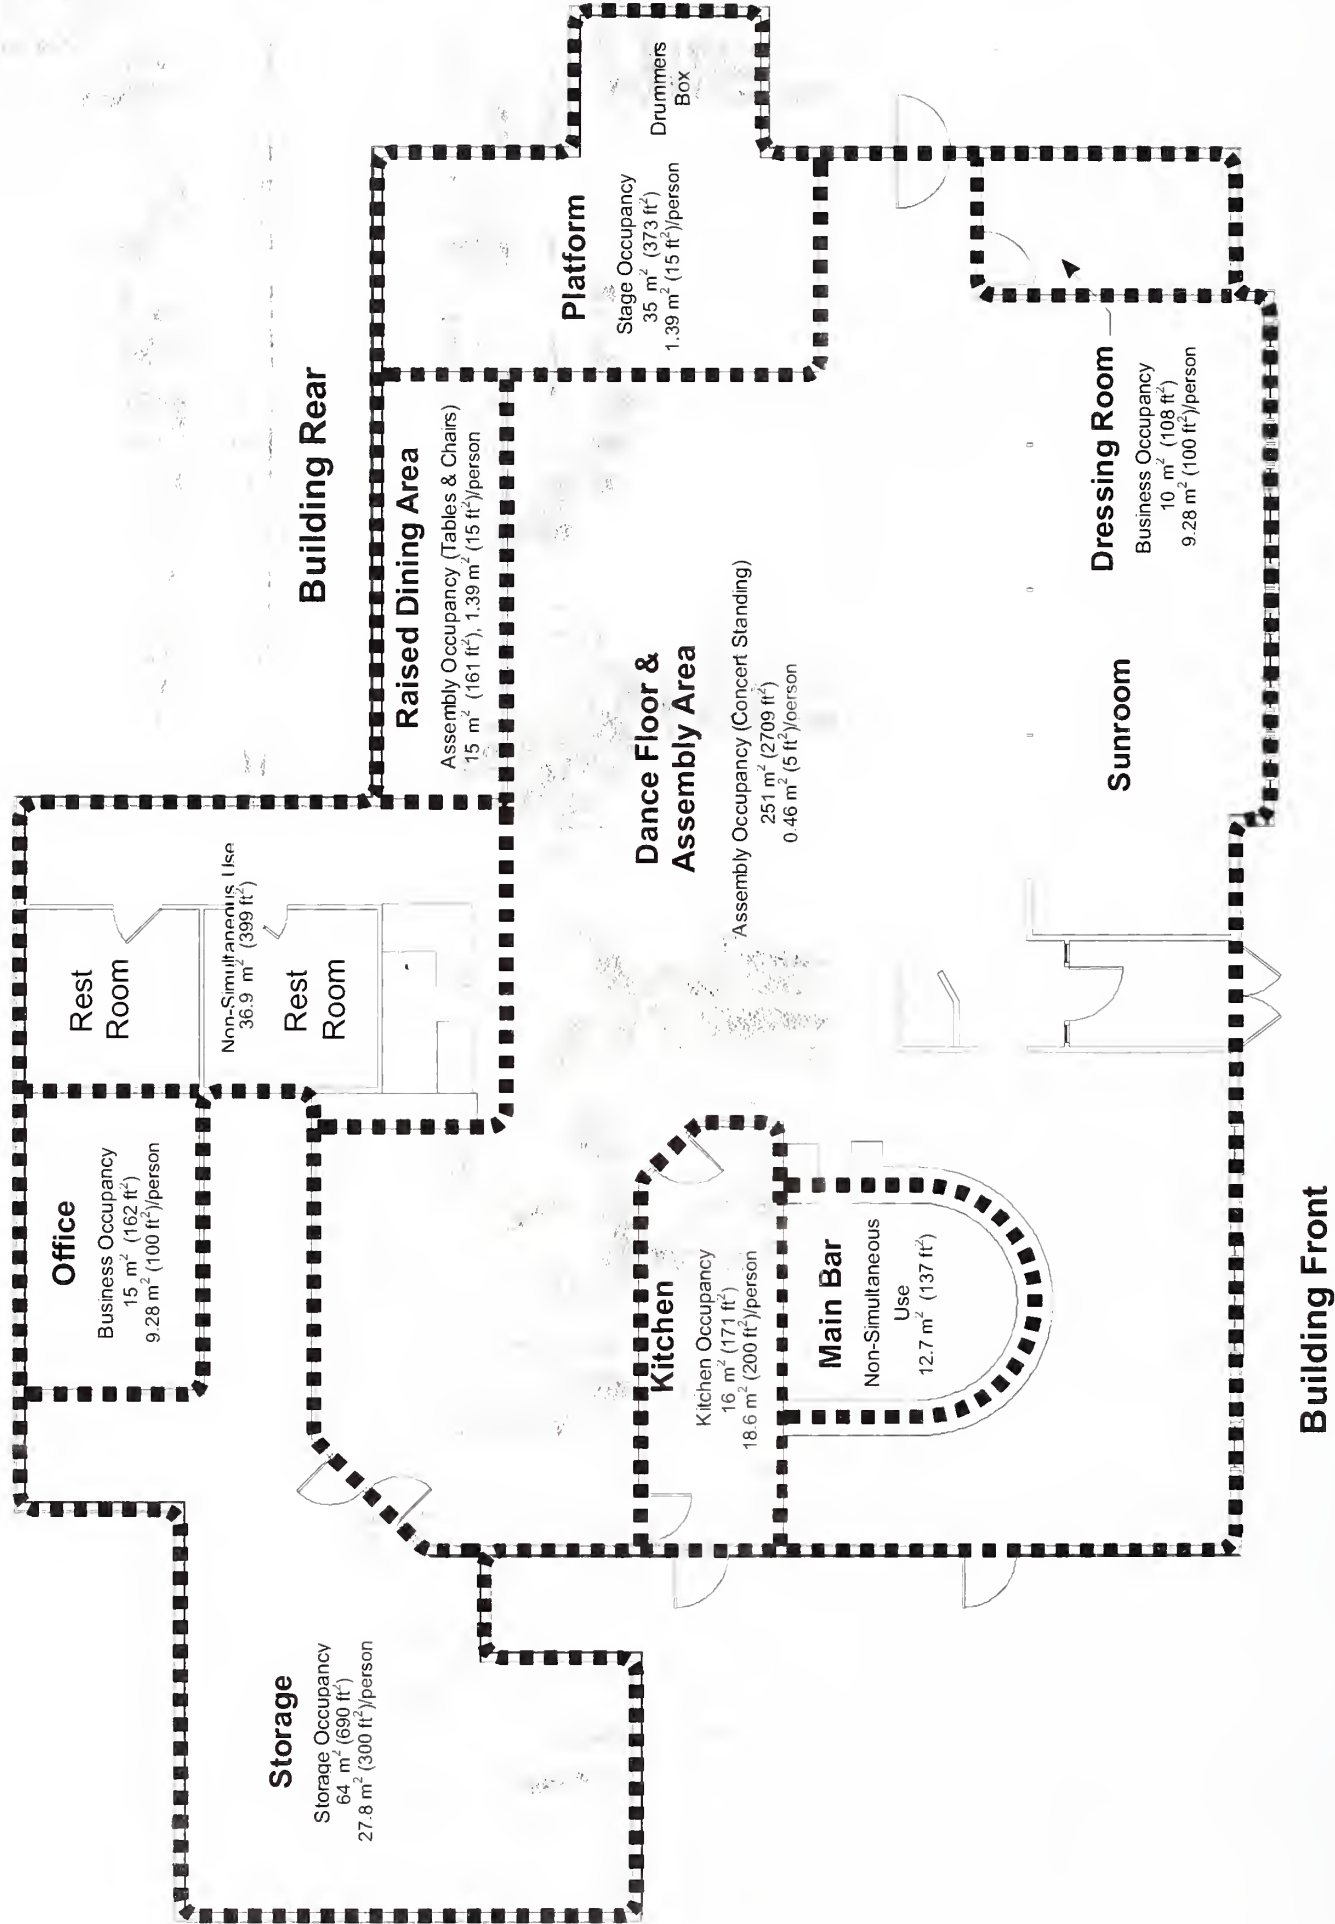 Building Rear
Storage
Storage Occupancy
64 m² (690 ft²)
27.8 m² (300 ft²)/person
Office
Business Occupancy
15 m² (162 ft²)
9.28 m² (100 ft²)/person
Rest
Room
Non-Simultaneous Use
36.9 m² (399 ft²)
Rest
Room
Raised Dining Area
Assembly Occupancy (Tables & Chairs)
15 m² (161 ft²), 1.39 m² (15 ft²)/person
Platform
Stage Occupancy
35 m² (373 ft²)
1.39 m² (15 ft²)/person
Drummers
Box
Kitchen
Kitchen Occupancy
16 m² (171 ft²)
18.6 m² (200 ft²)/person
Main Bar
Non-Simultaneous
Use
12.7 m² (137 ft²)
Dance Floor &
Assembly Area
Assembly Occupancy (Concert Standing)
251 m² (2709 ft²)
0.46 m² (5 ft²)/person
Sunroom
Dressing Room
Business Occupancy
10 m² (108 ft²)
9.28 m² (100 ft²)/person
Building Front